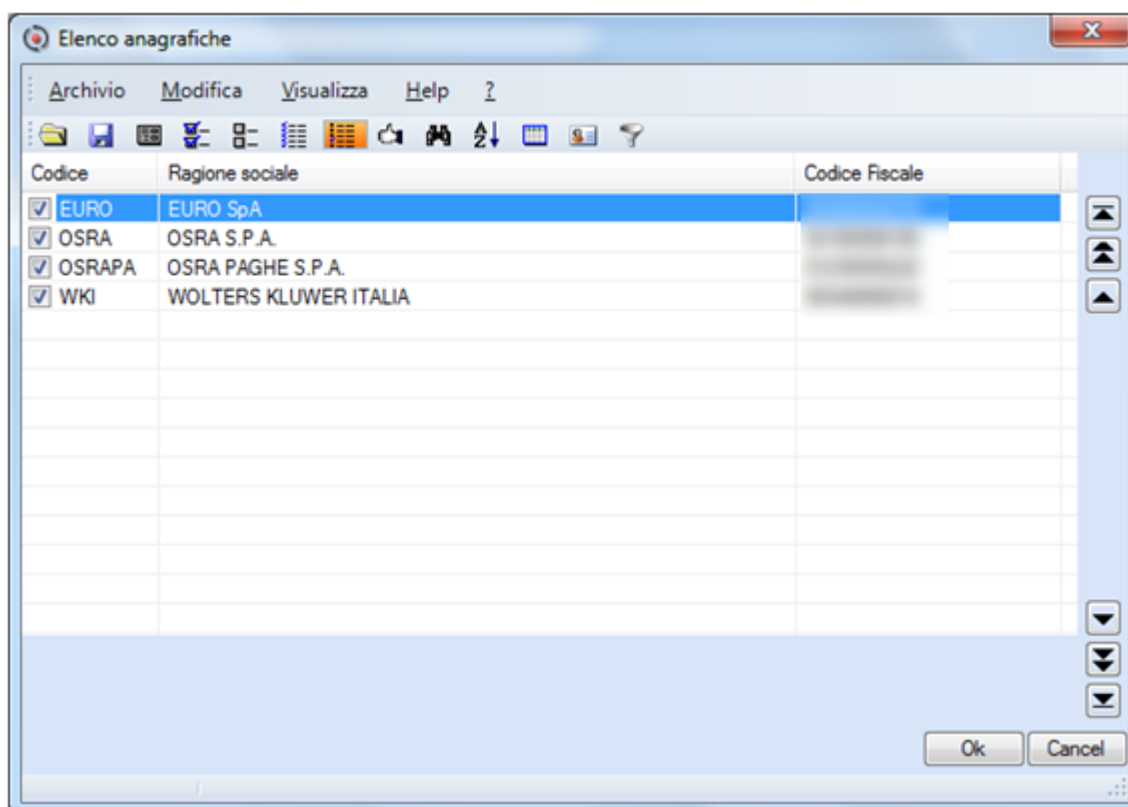 Elenco anagrafiche
Archivio Modifica Visualizza Help ?
Codice Ragione sociale Codice Fiscale
EURO EURO SpA
OSRA OSRA S.P.A.
OSRAPA OSRA PAGHE S.P.A.
WKI WOLTERS KLUWER ITALIA
Ok Cancel